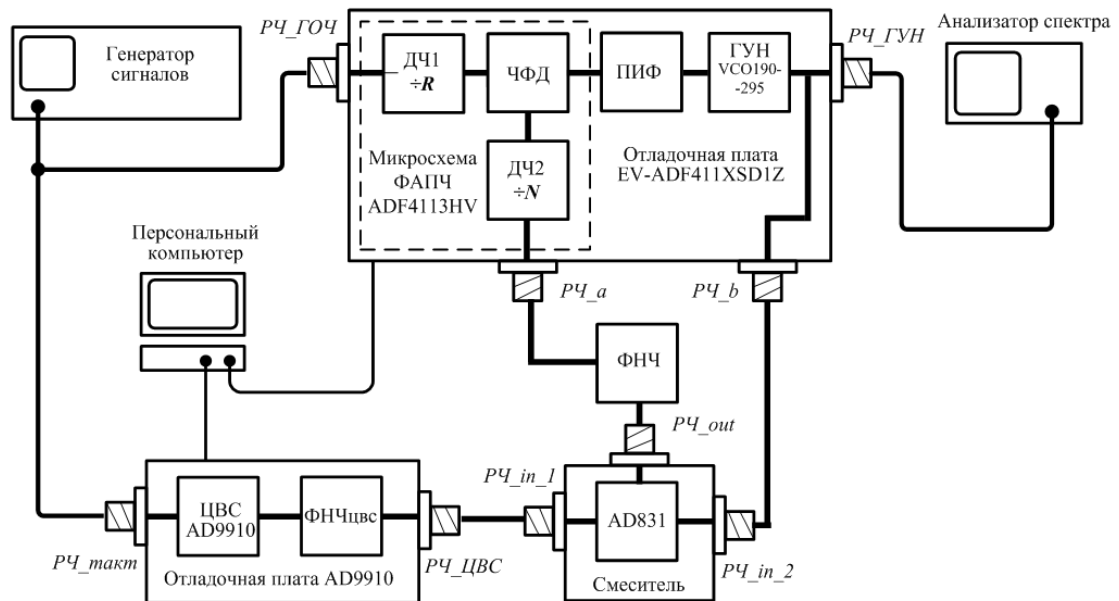 РЧ_ГОЧ
РЧ_ГУН
Анализатор спектра
Генератор
сигналов
ДЧ1
÷R
ЧФД
ПИФ
ГУН
VCO190-
-295
Микросхема
ФАПЧ
ADF4113HV
ДЧ2
÷N
Отладочная плата
EV-ADF411XSD1Z
Персональный
компьютер
РЧ_a
РЧ_b
ФНЧ
РЧ_out
РЧ_in_1
ЦВС
AD9910
ФНЧцвс
AD831
РЧ_такт
Отладочная плата AD9910
РЧ_ЦВС
Смеситель
РЧ_in_2